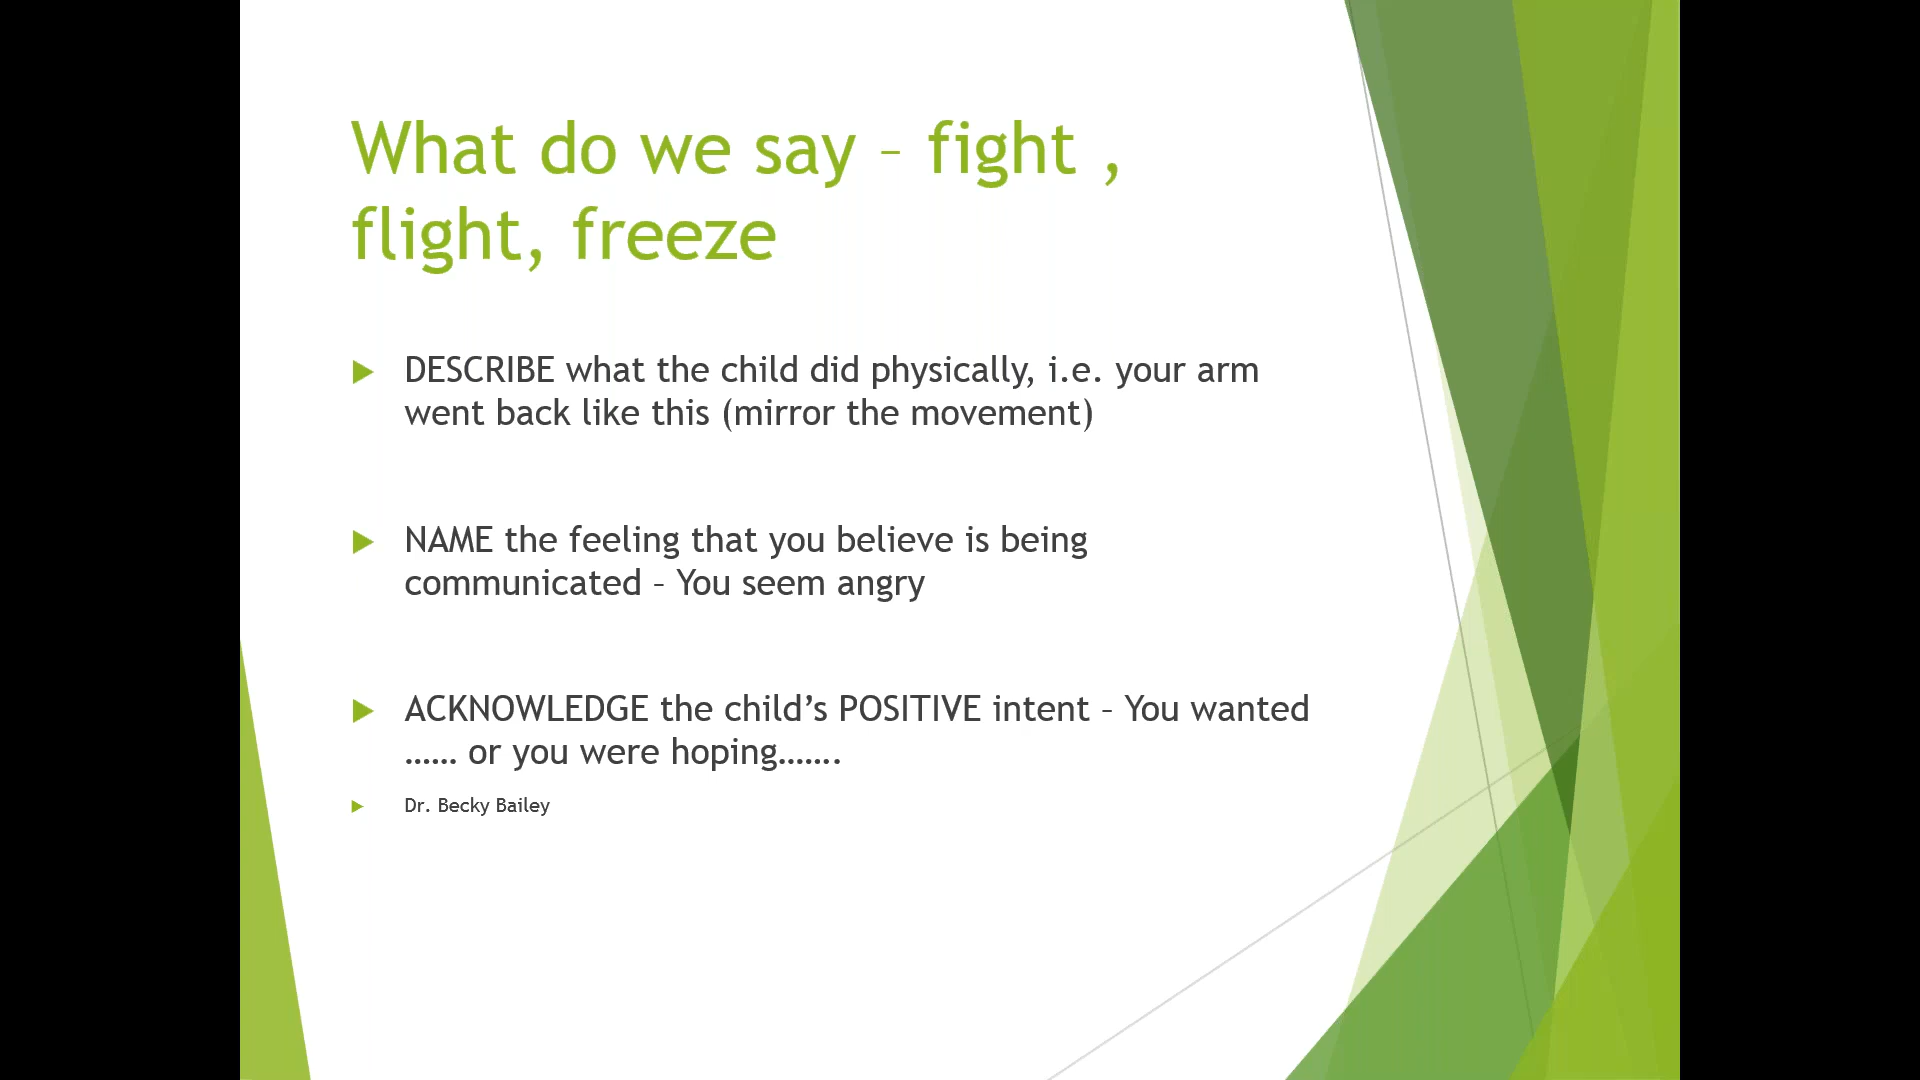 What do we say – fight ,
flight, freeze
DESCRIBE what the child did physically, i.e. your arm
went back like this (mirror the movement)
NAME the feeling that you believe is being
communicated – You seem angry
ACKNOWLEDGE the child’s POSITIVE intent – You wanted
…… or you were hoping…….
Dr. Becky Bailey